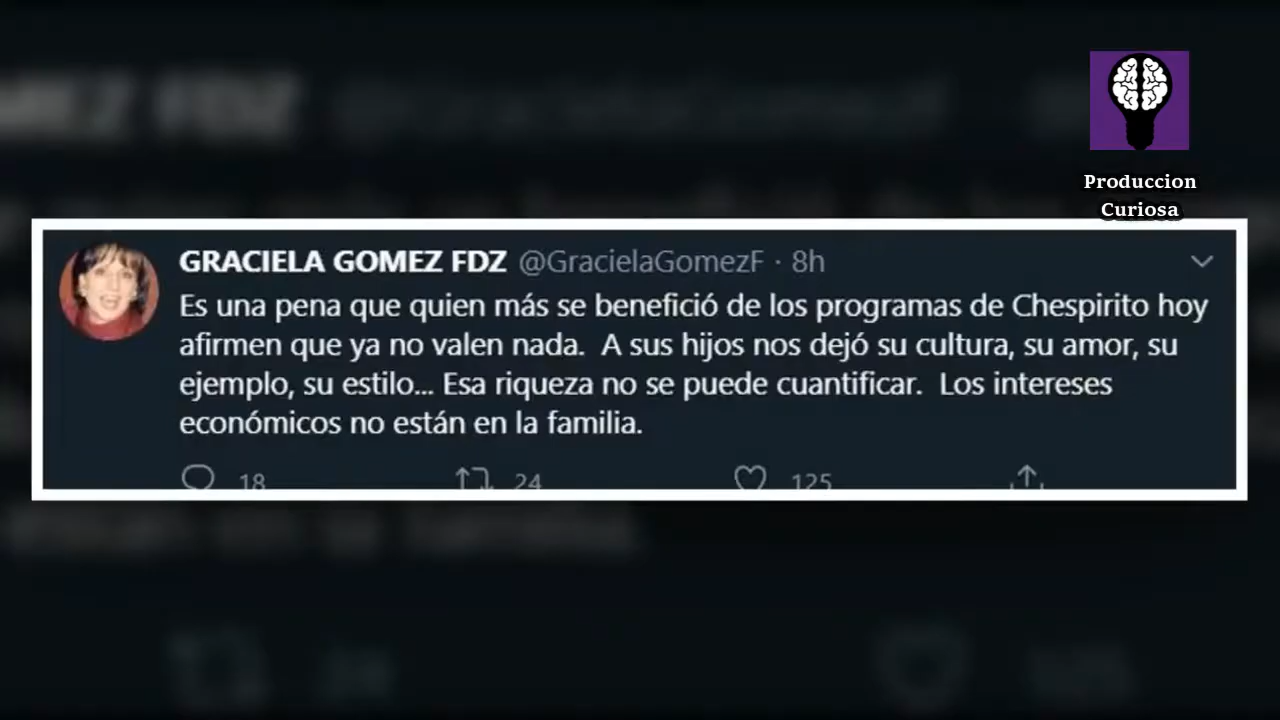 Produccion
Curiosa
GRACIELA GOMEZ FDZ @GracielaGomezF · 8h
Es una pena que quien más se benefició de los programas de Chespirito hoy
afirmen que ya no valen nada.  A sus hijos nos dejó su cultura, su amor, su
ejemplo, su estilo... Esa riqueza no se puede cuantificar.  Los intereses
económicos no están en la familia.
18 24 125